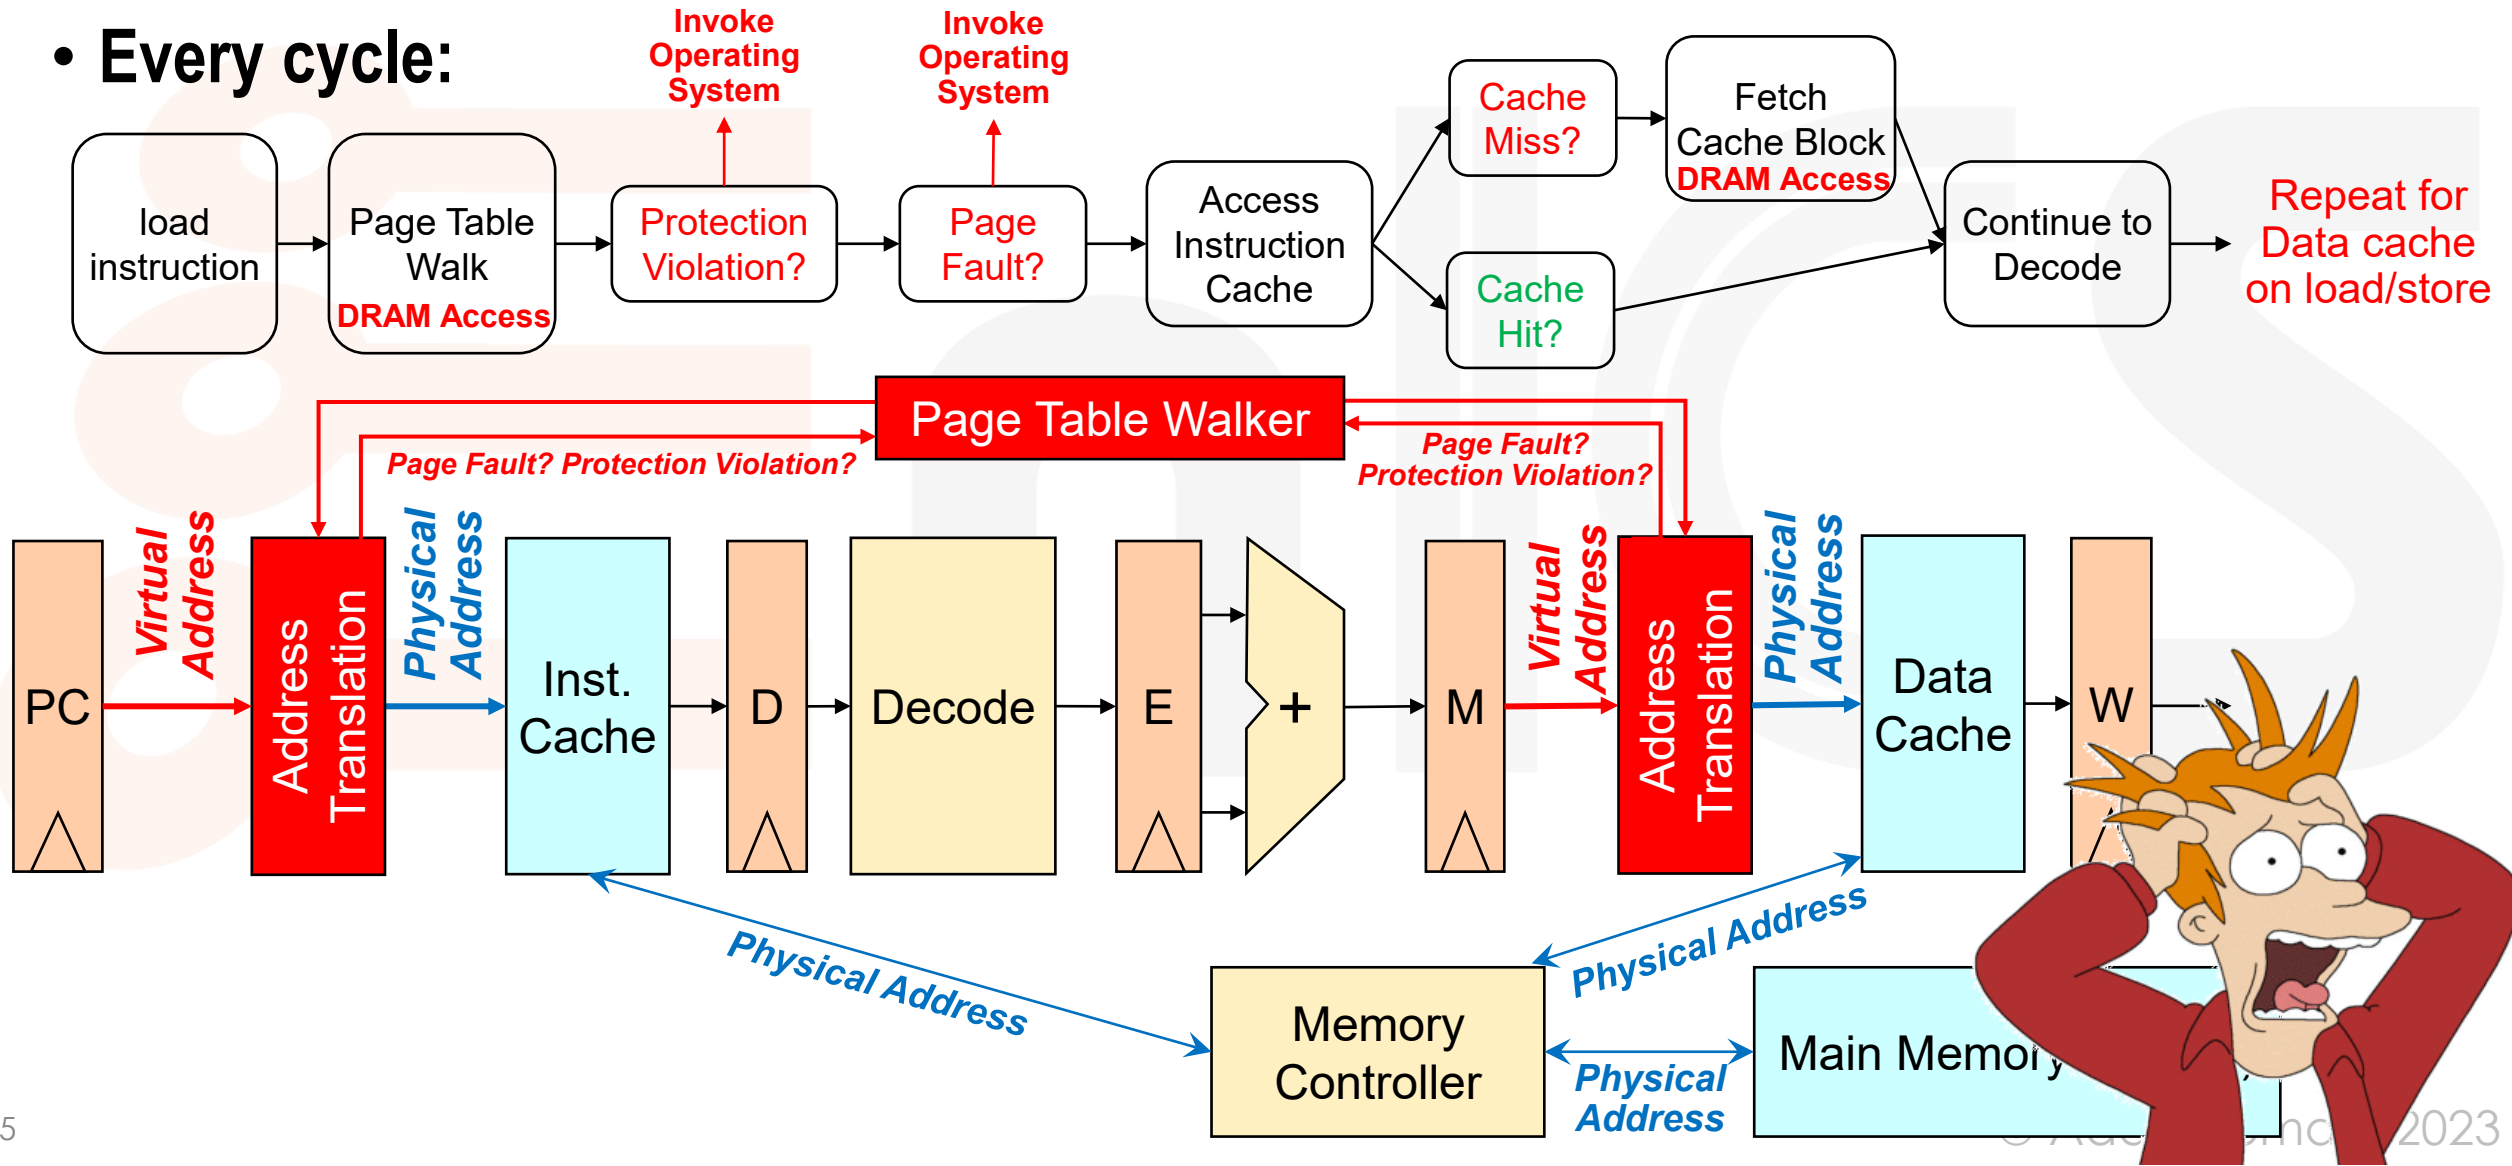 • Every cycle:
Invoke
Operating
System
Invoke
Operating
System
load
instruction
Page Table
Walk
DRAM Access
Protection
Violation?
Page
Fault?
Access
Instruction
Cache
Cache
Miss?
Fetch
Cache Block
DRAM Access
Cache
Hit?
Continue to
Decode
Repeat for
Data cache
on load/store
Page Table Walker
Page Fault? Protection Violation?
Page Fault?
Protection Violation?
PC
Virtual
Address
Address
Translation
Physical
Address
Inst.
Cache
D
Decode
E
+
M
Virtual
Address
Address
Translation
Physical
Address
Data
Cache
W
Physical Address
Physical Address
Memory
Controller
Physical
Address
Main Memory
5
2023